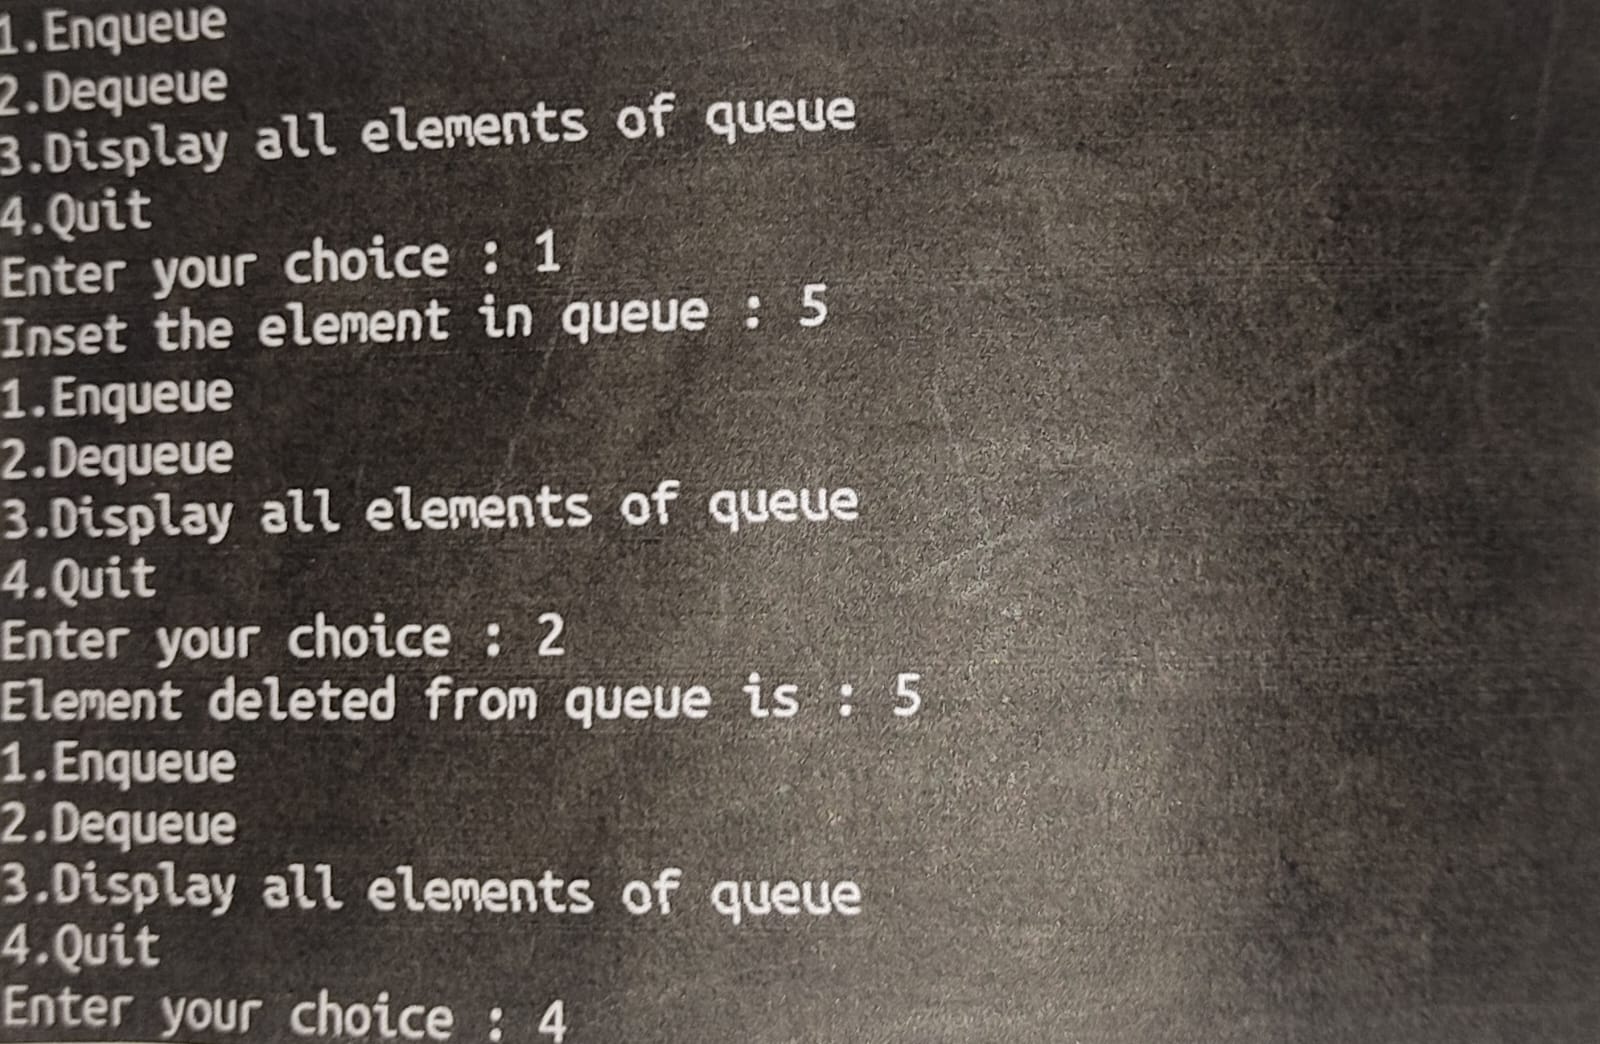 1.Enqueue
2.Dequeue
3.Display all elements of queue
4.Quit
Enter your choice : 1
Inset the element in queue : 5
1.Enqueue
2.Dequeue
3.Display all elements of queue
4.Quit
Enter your choice : 2
Element deleted from queue is : 5
1.Enqueue
2.Dequeue
3.Display all elements of queue
4.Quit
Enter your choice : 4